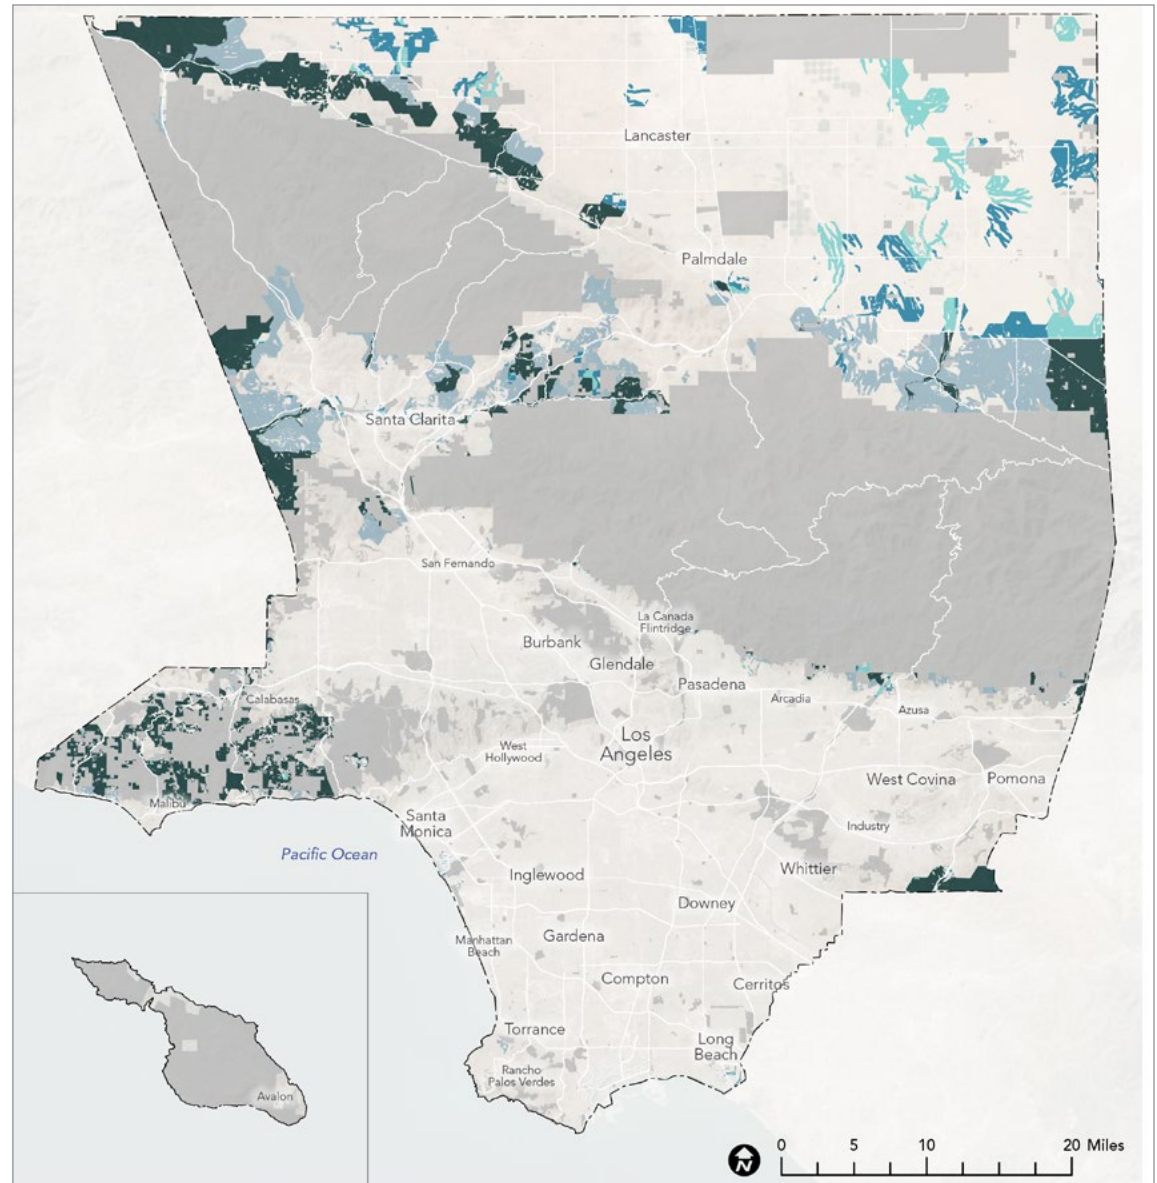 Lancaster
Palmdale
Santa Clarita
San Fernando
La Canada
Flintridge
Burbank
Glendale
Pasadena
Calabasas
Arcadia
Azusa
Los
Angeles
West
Hollywood
West Covina
Pomona
Malibu
Santa
Monica
Industry
Pacific Ocean
Inglewood
Whittier
Downey
Manhattan
Beach
Gardena
Compton
Cerritos
Torrance
Long
Beach
Rancho
Palos Verdes
Avalon
N
0 5 10 20 Miles